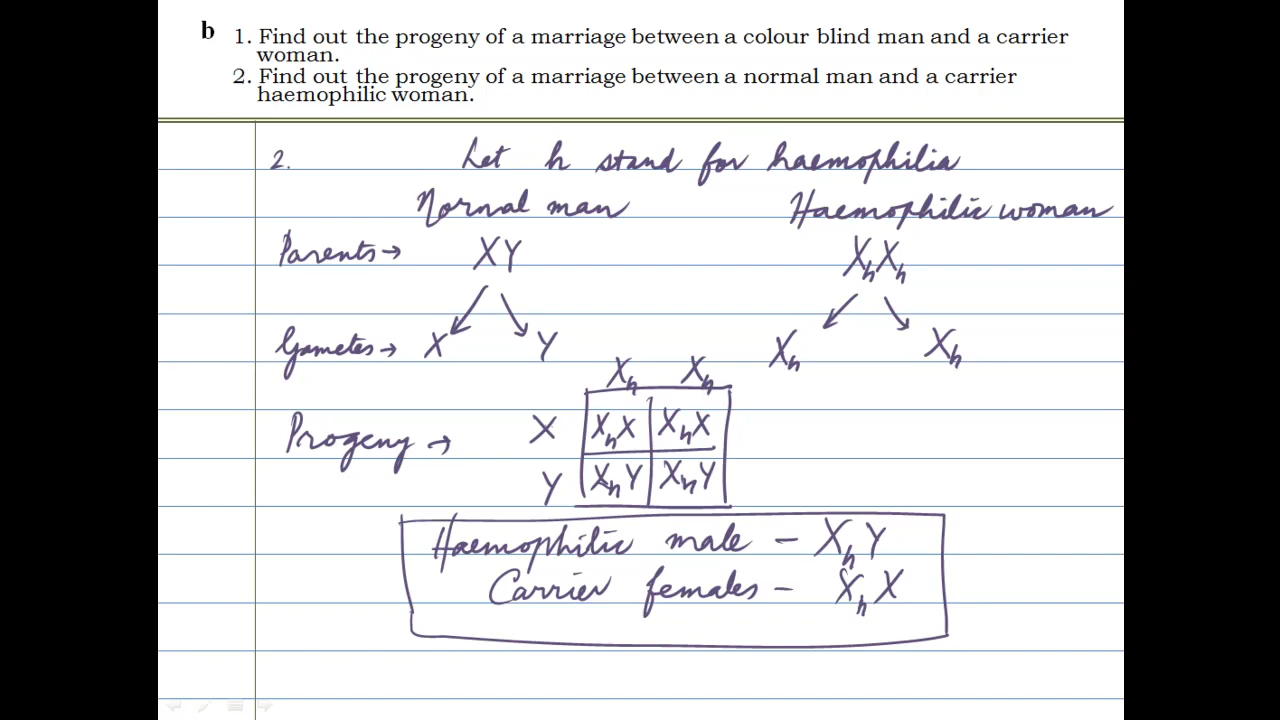 b 1. Find out the progeny of a marriage between a colour blind man and a carrier
woman.
2. Find out the progeny of a marriage between a normal man and a carrier
haemophilic woman.
2. Let h stand for haemophilia
Normal man Haemophilic woman
Parents → XY XhXh
Gametes → X Y Xh Xh
Xh Xh
Progeny → X XhX XhX
Y XhY XhY
Haemophilic male - XhY
Carrier females - XhX